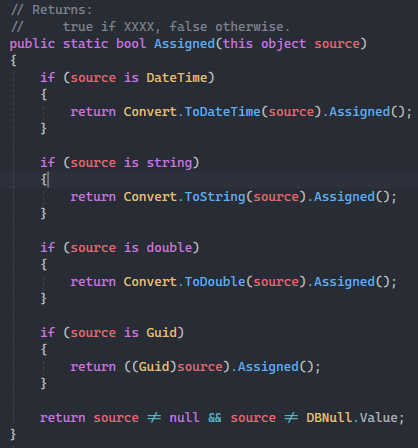 // Returns:
//     true if XXXX, false otherwise.
public static bool Assigned(this object source)
{
    if (source is DateTime)
    {
        return Convert.ToDateTime(source).Assigned();
    }

    if (source is string)
    {
        return Convert.ToString(source).Assigned();
    }

    if (source is double)
    {
        return Convert.ToDouble(source).Assigned();
    }

    if (source is Guid)
    {
        return ((Guid)source).Assigned();
    }

    return source ≠ null && source ≠ DBNull.Value;
}